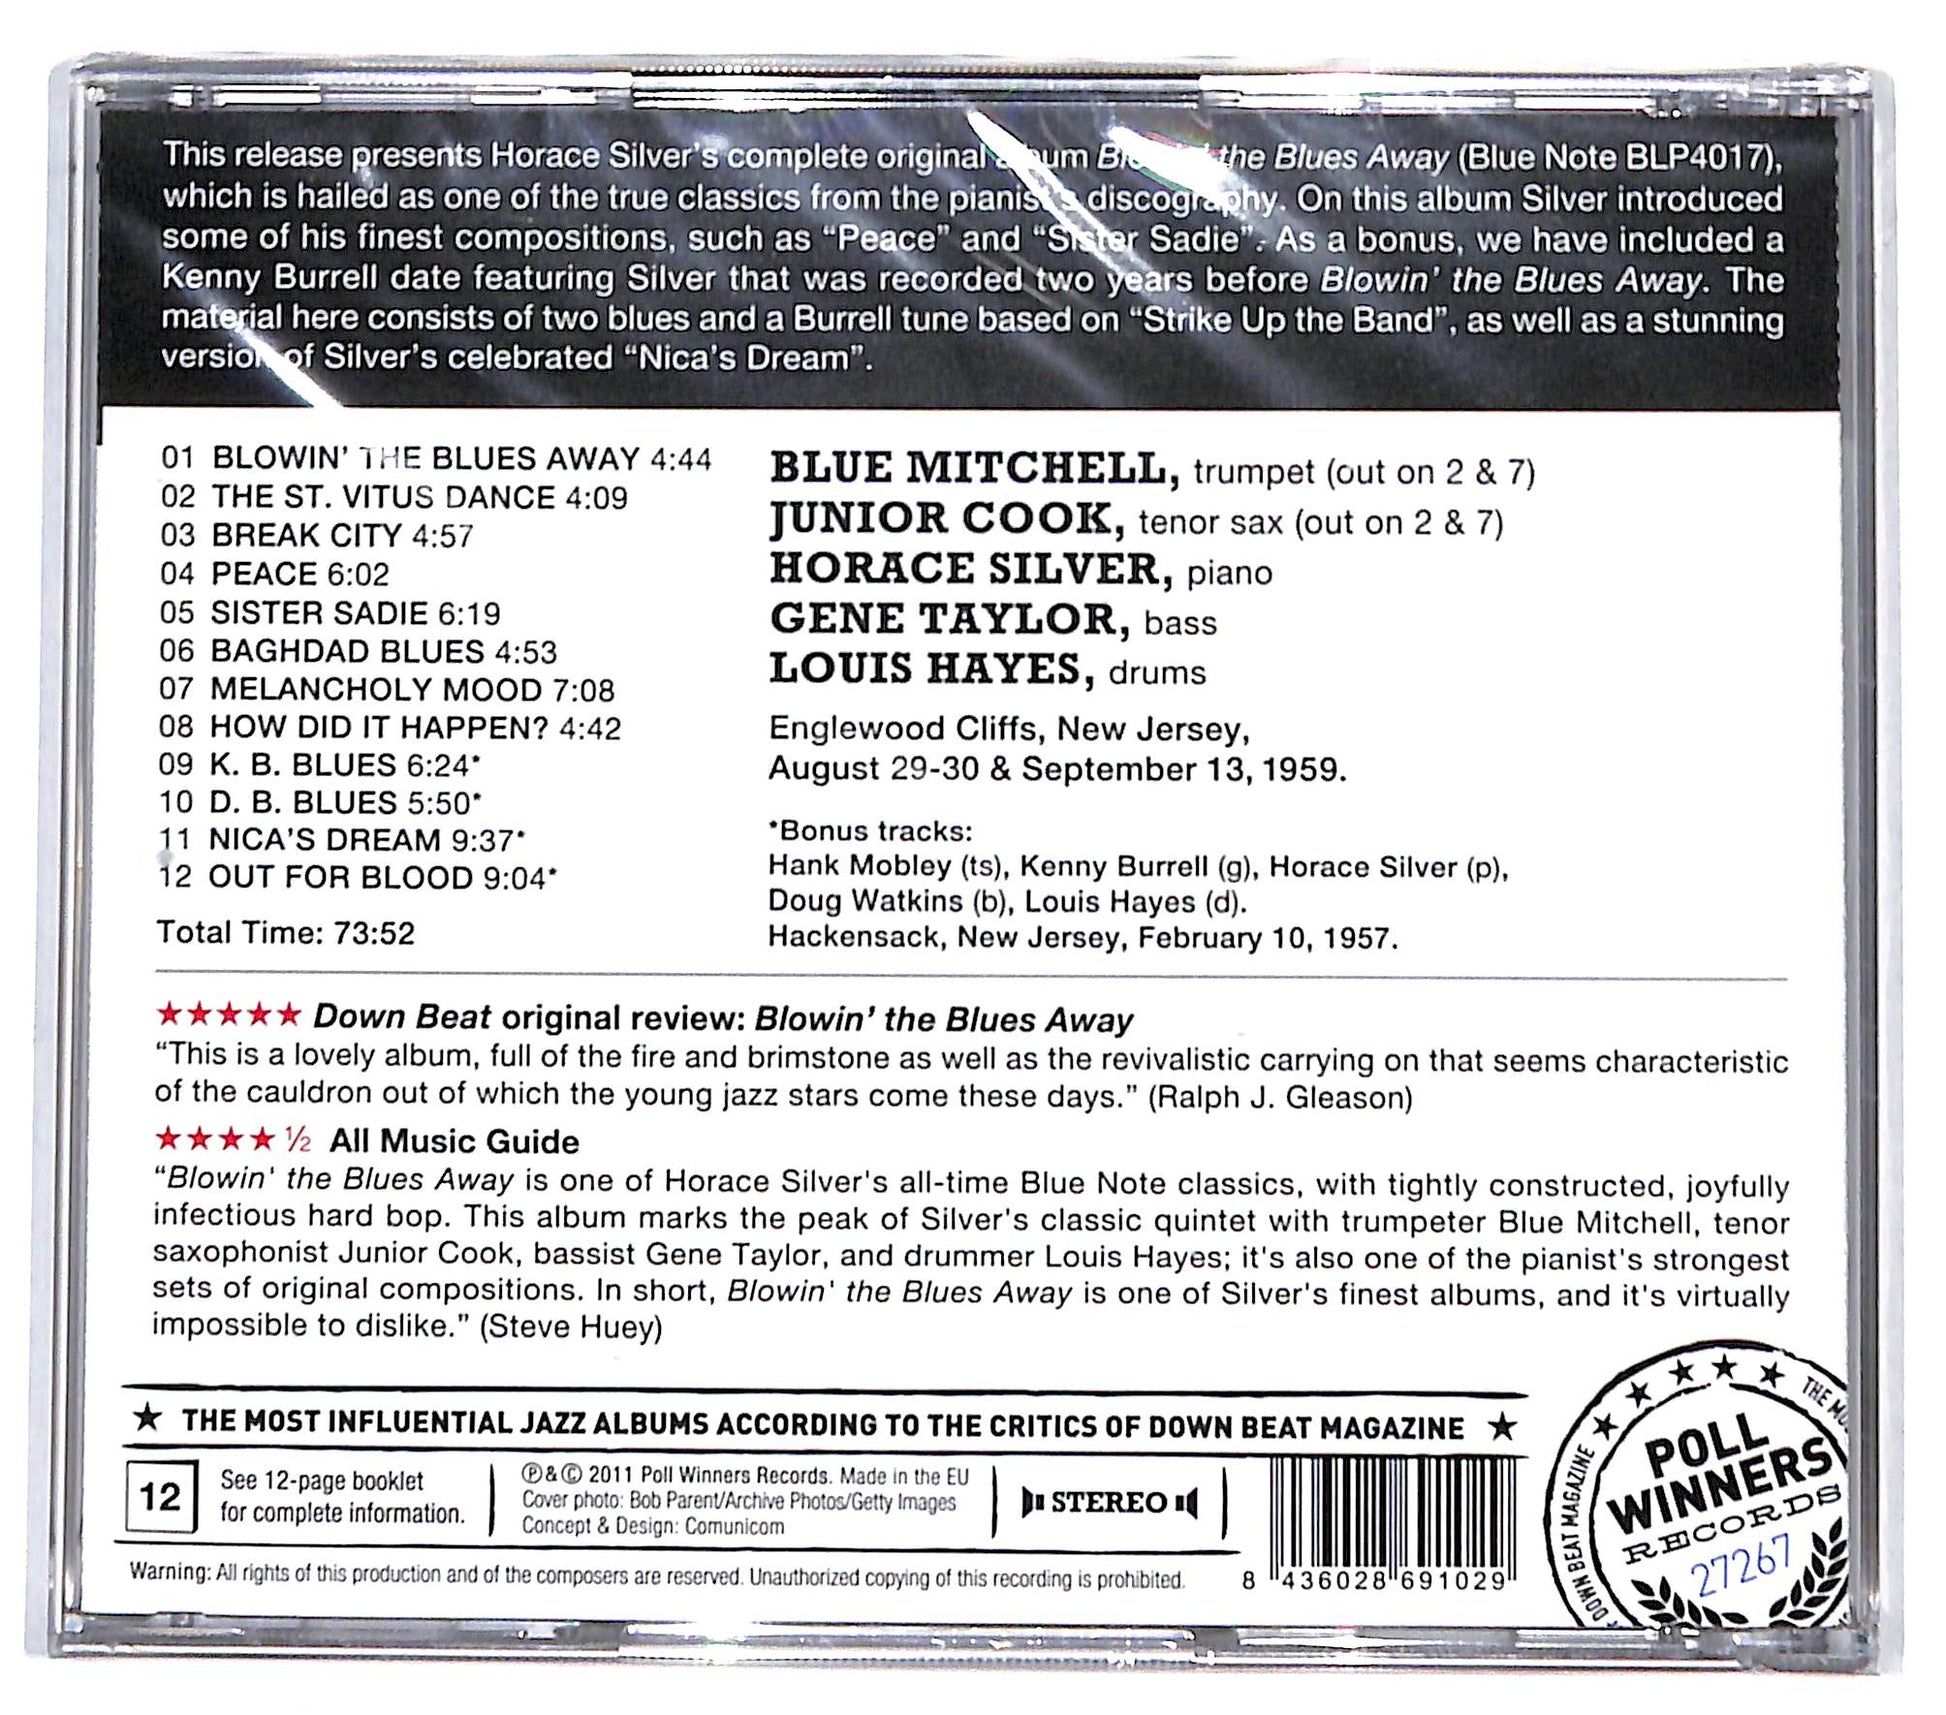 This release presents Horace Silver's complete original album Blowin' the Blues Away (Blue Note BLP4017),
which is hailed as one of the true classics from the pianist's discography. On this album Silver introduced
some of his finest compositions, such as “Peace” and “Sister Sadie”. As a bonus, we have included a
Kenny Burrell date featuring Silver that was recorded two years before Blowin' the Blues Away. The
material here consists of two blues and a Burrell tune based on “Strike Up the Band”, as well as a stunning
version of Silver's celebrated “Nica's Dream”.
01 BLOWIN' THE BLUES AWAY 4:44
02 THE ST. VITUS DANCE 4:09
03 BREAK CITY 4:57
04 PEACE 6:02
05 SISTER SADIE 6:19
06 BAGHDAD BLUES 4:53
07 MELANCHOLY MOOD 7:08
08 HOW DID IT HAPPEN? 4:42
09 K. B. BLUES 6:24*
10 D. B. BLUES 5:50*
11 NICA'S DREAM 9:37*
12 OUT FOR BLOOD 9:04*
Total Time: 73:52
BLUE MITCHELL, trumpet (out on 2 & 7)
JUNIOR COOK, tenor sax (out on 2 & 7)
HORACE SILVER, piano
GENE TAYLOR, bass
LOUIS HAYES, drums
Englewood Cliffs, New Jersey,
August 29-30 & September 13, 1959.
*Bonus tracks:
Hank Mobley (ts), Kenny Burrell (g), Horace Silver (p),
Doug Watkins (b), Louis Hayes (d).
Hackensack, New Jersey, February 10, 1957.
★★★★★ Down Beat original review: Blowin' the Blues Away
“This is a lovely album, full of the fire and brimstone as well as the revivalistic carrying on that seems characteristic
of the cauldron out of which the young jazz stars come these days.” (Ralph J. Gleason)
★★★★ ½ All Music Guide
“Blowin' the Blues Away is one of Horace Silver's all-time Blue Note classics, with tightly constructed, joyfully
infectious hard bop. This album marks the peak of Silver's classic quintet with trumpeter Blue Mitchell, tenor
saxophonist Junior Cook, bassist Gene Taylor, and drummer Louis Hayes; it's also one of the pianist's strongest
sets of original compositions. In short, Blowin' the Blues Away is one of Silver's finest albums, and it's virtually
impossible to dislike.” (Steve Huey)
★ THE MOST INFLUENTIAL JAZZ ALBUMS ACCORDING TO THE CRITICS OF DOWN BEAT MAGAZINE ★
12
See 12-page booklet
for complete information.
℗&© 2011 Poll Winners Records. Made in the EU
Cover photo: Bob Parent/Archive Photos/Getty Images
Concept & Design: Comunicom
STEREO
Warning: All rights of this production and of the composers are reserved. Unauthorized copying of this recording is prohibited.
8 436028 691029
THE
DOWN BEAT MAGAZINE
POLL
WINNERS
RECORDS
27267